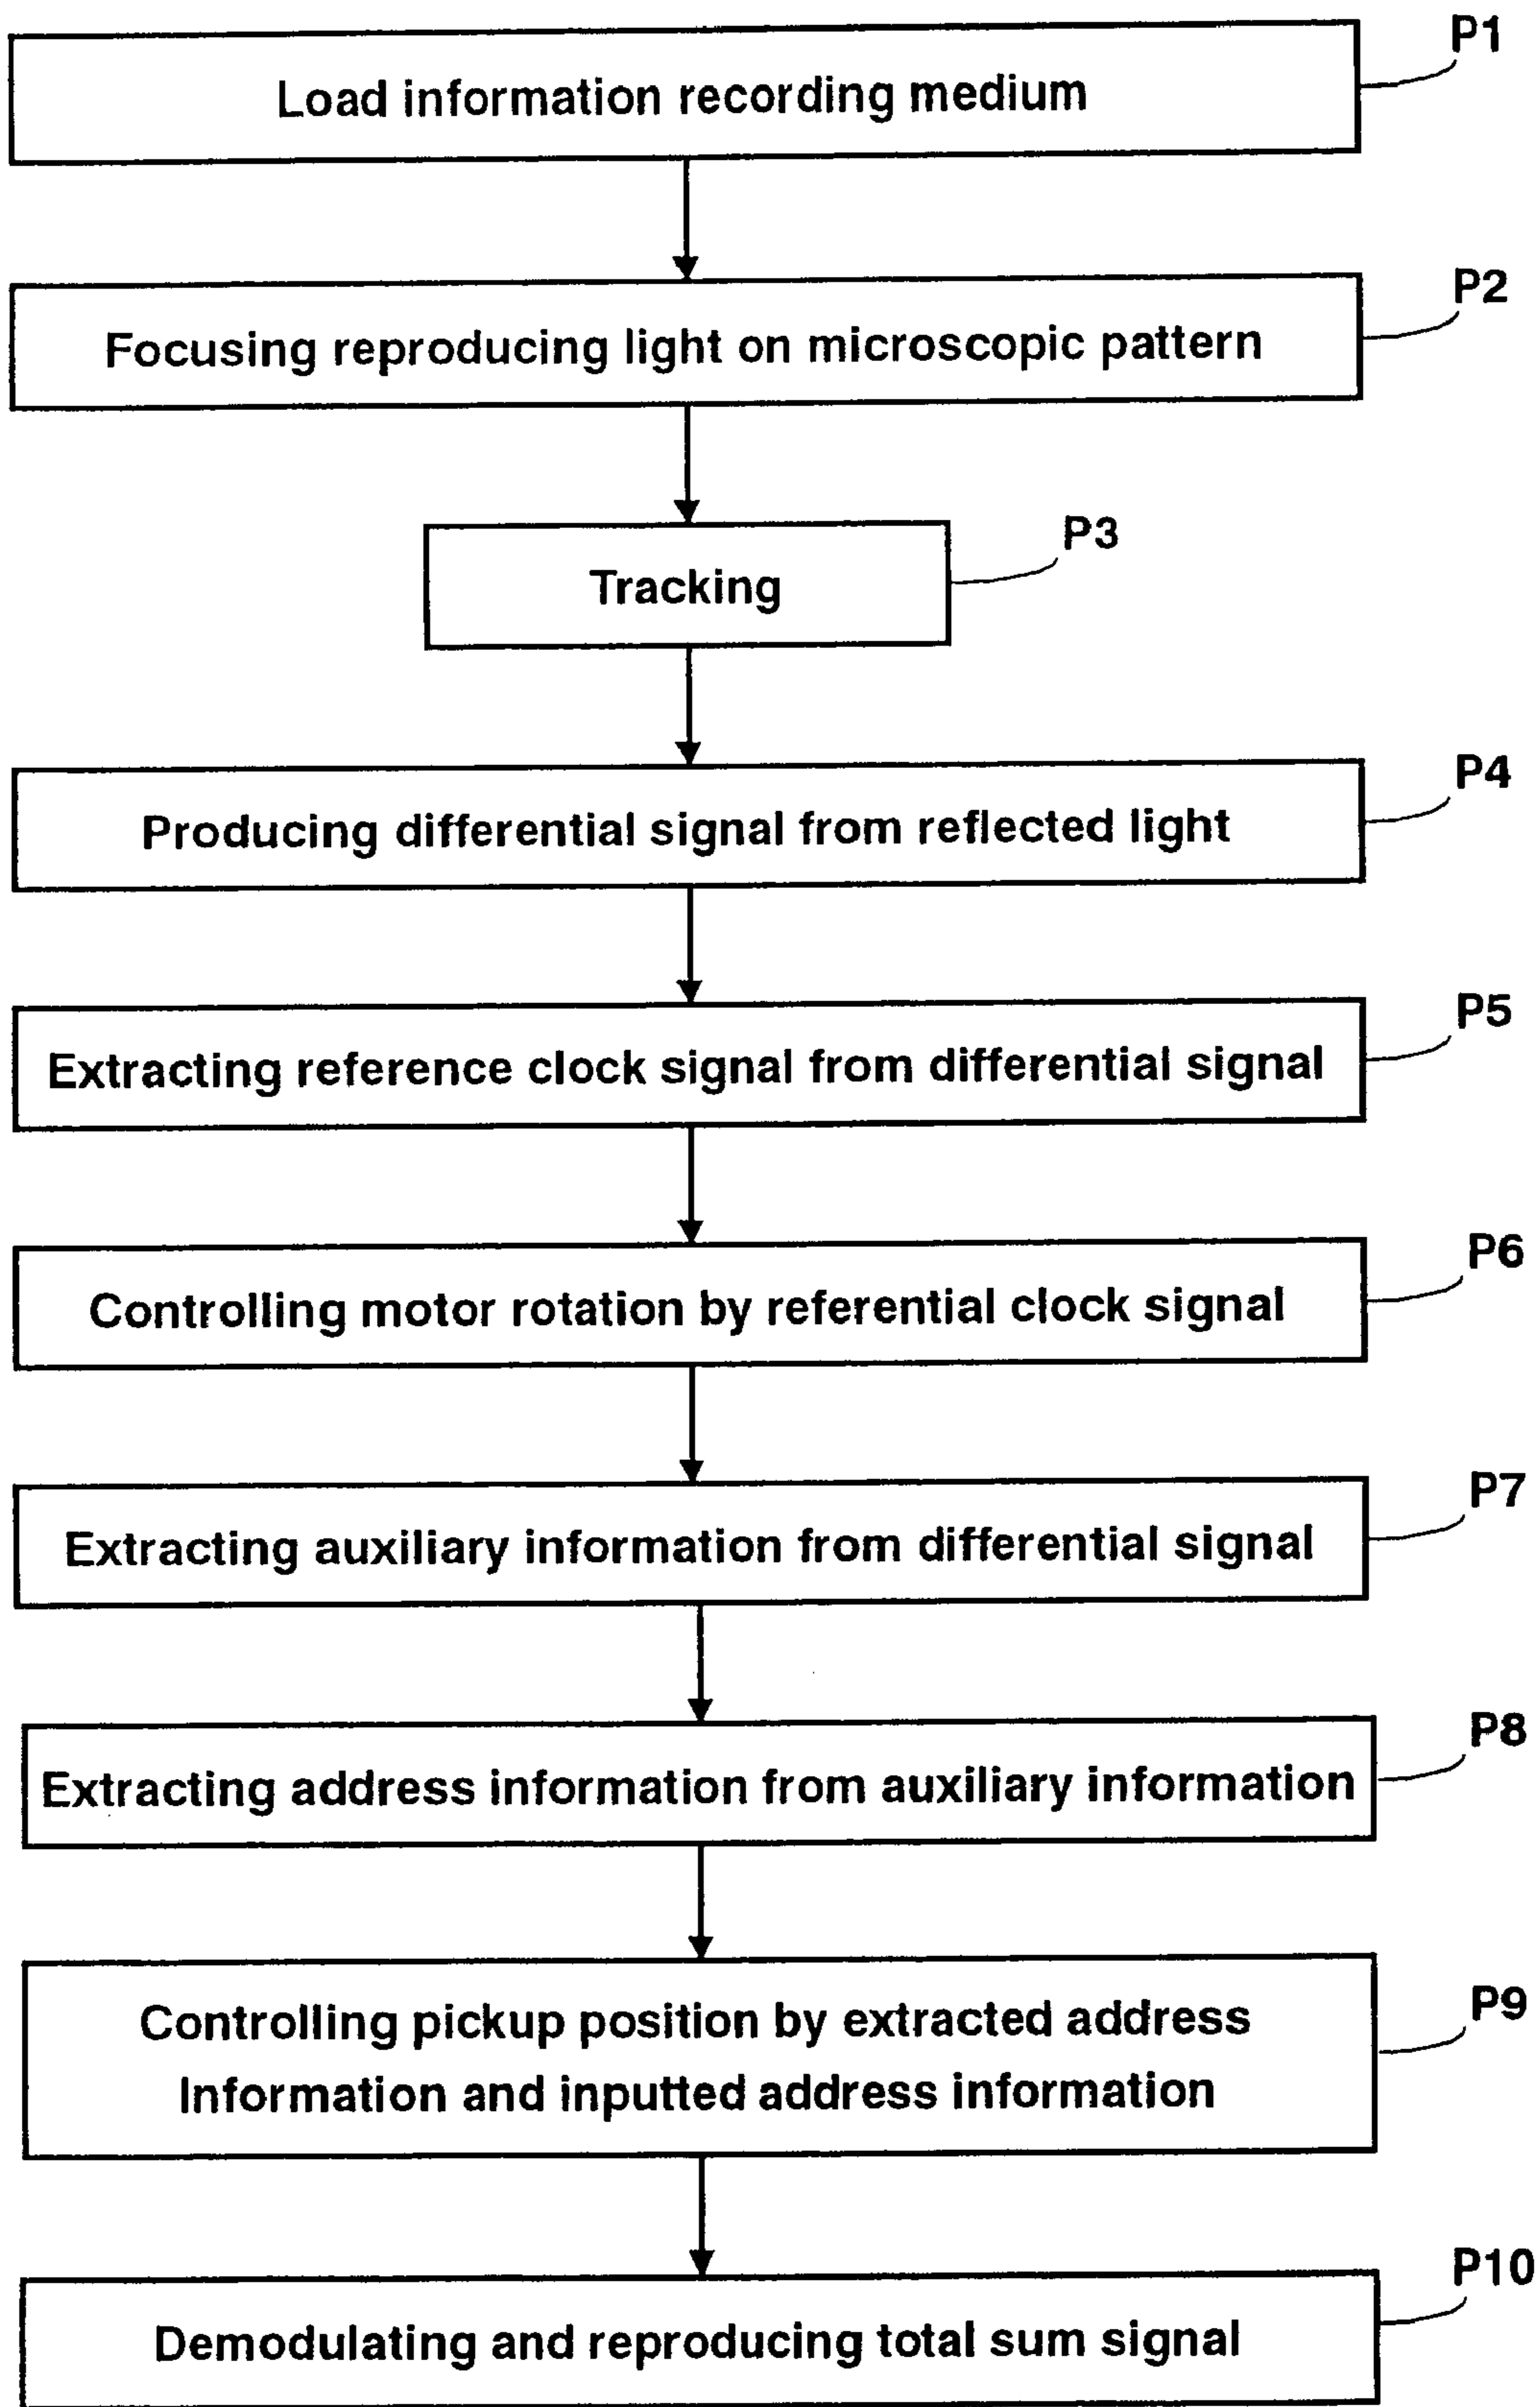 P1
Load information recording medium
P2
Focusing reproducing light on microscopic pattern
P3
Tracking
P4
Producing differential signal from reflected light
P5
Extracting reference clock signal from differential signal
P6
Controlling motor rotation by referential clock signal
P7
Extracting auxiliary information from differential signal
P8
Extracting address information from auxiliary information
P9
Controlling pickup position by extracted address
Information and inputted address information
P10
Demodulating and reproducing total sum signal